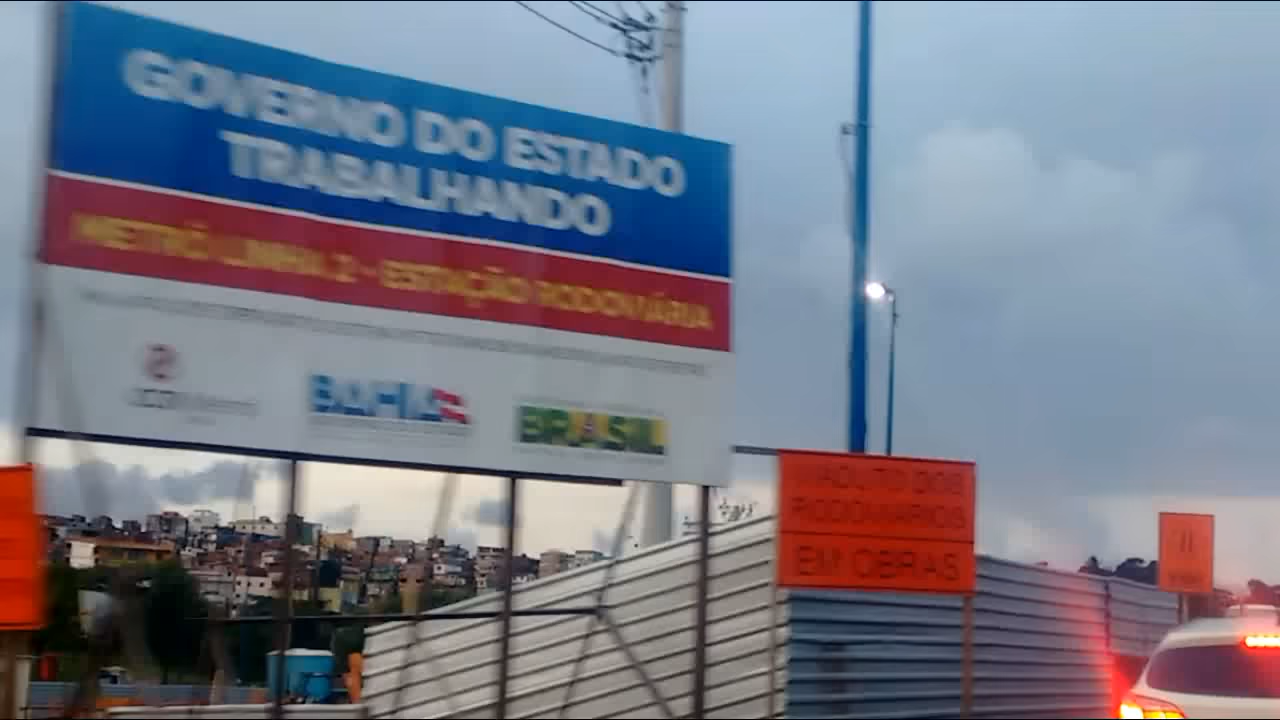 GOVERNO DO ESTADO
TRABALHANDO
METRÔ LINHA 2 - ESTAÇÃO RODOVIÁRIA
BAHIA
BRASIL
VIADUTO DOS
RODOVIÁRIOS
EM OBRAS